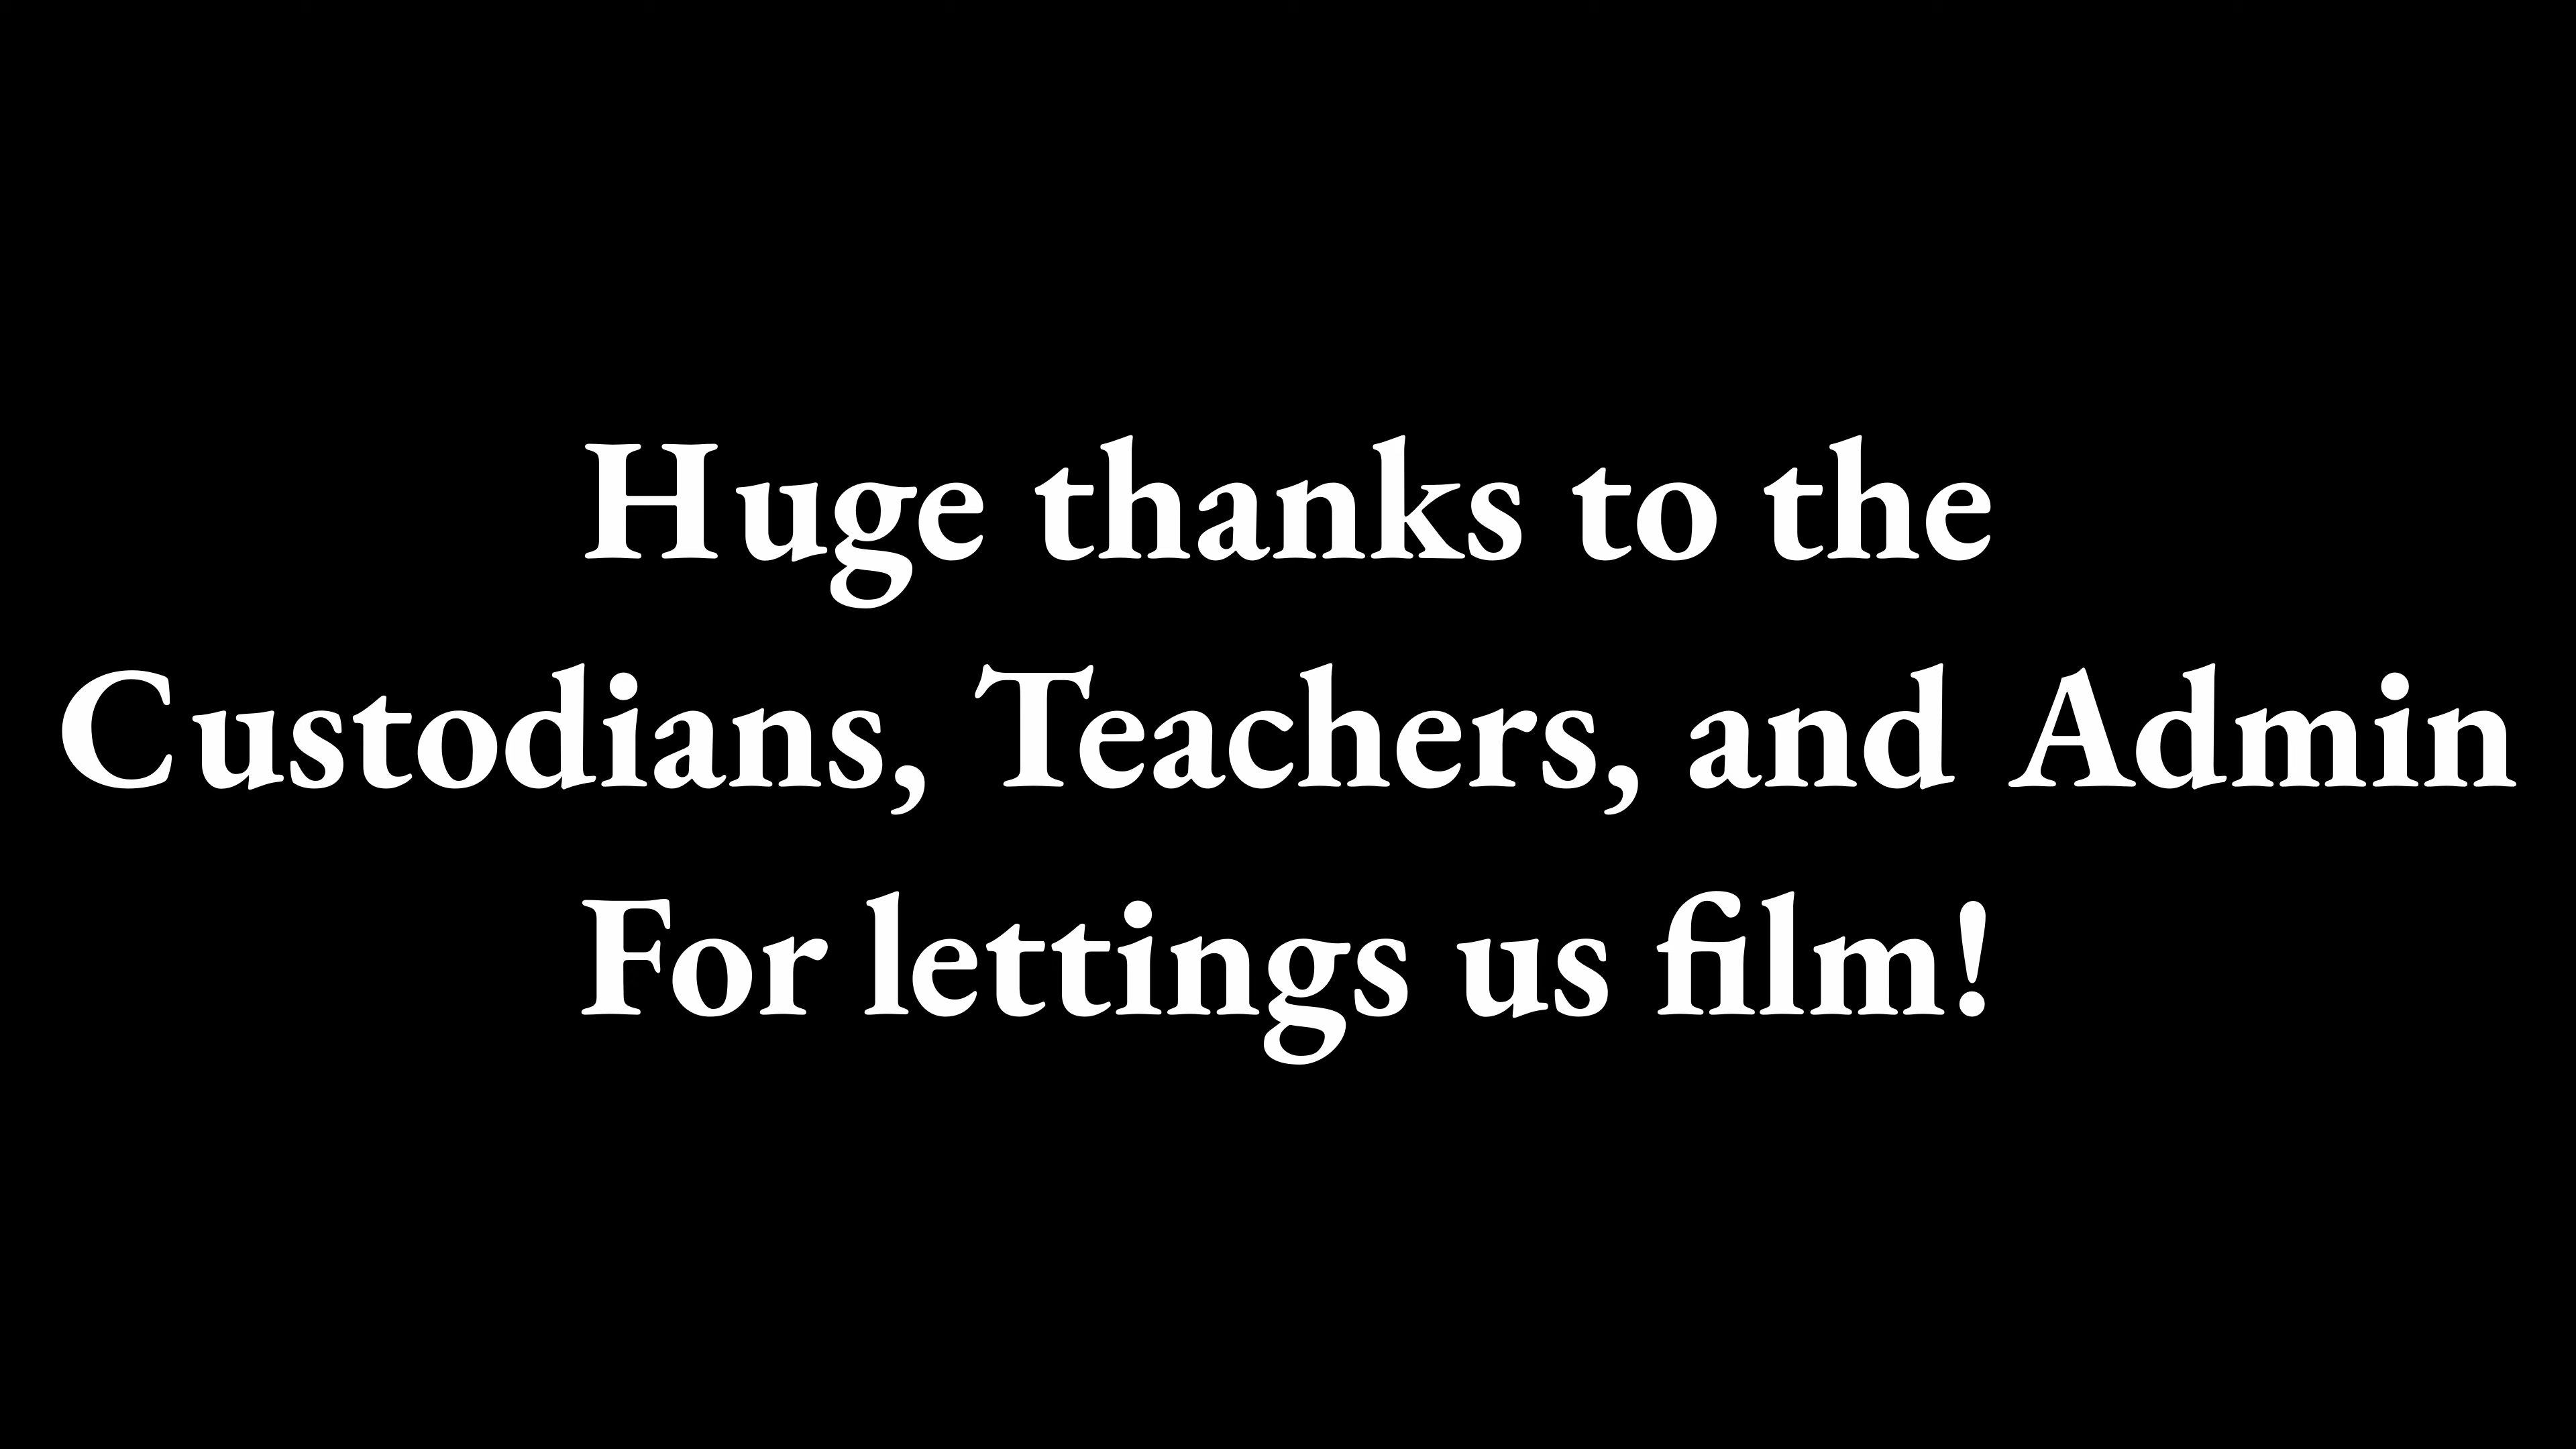 Huge thanks to the
Custodians, Teachers, and Admin
For lettings us film!